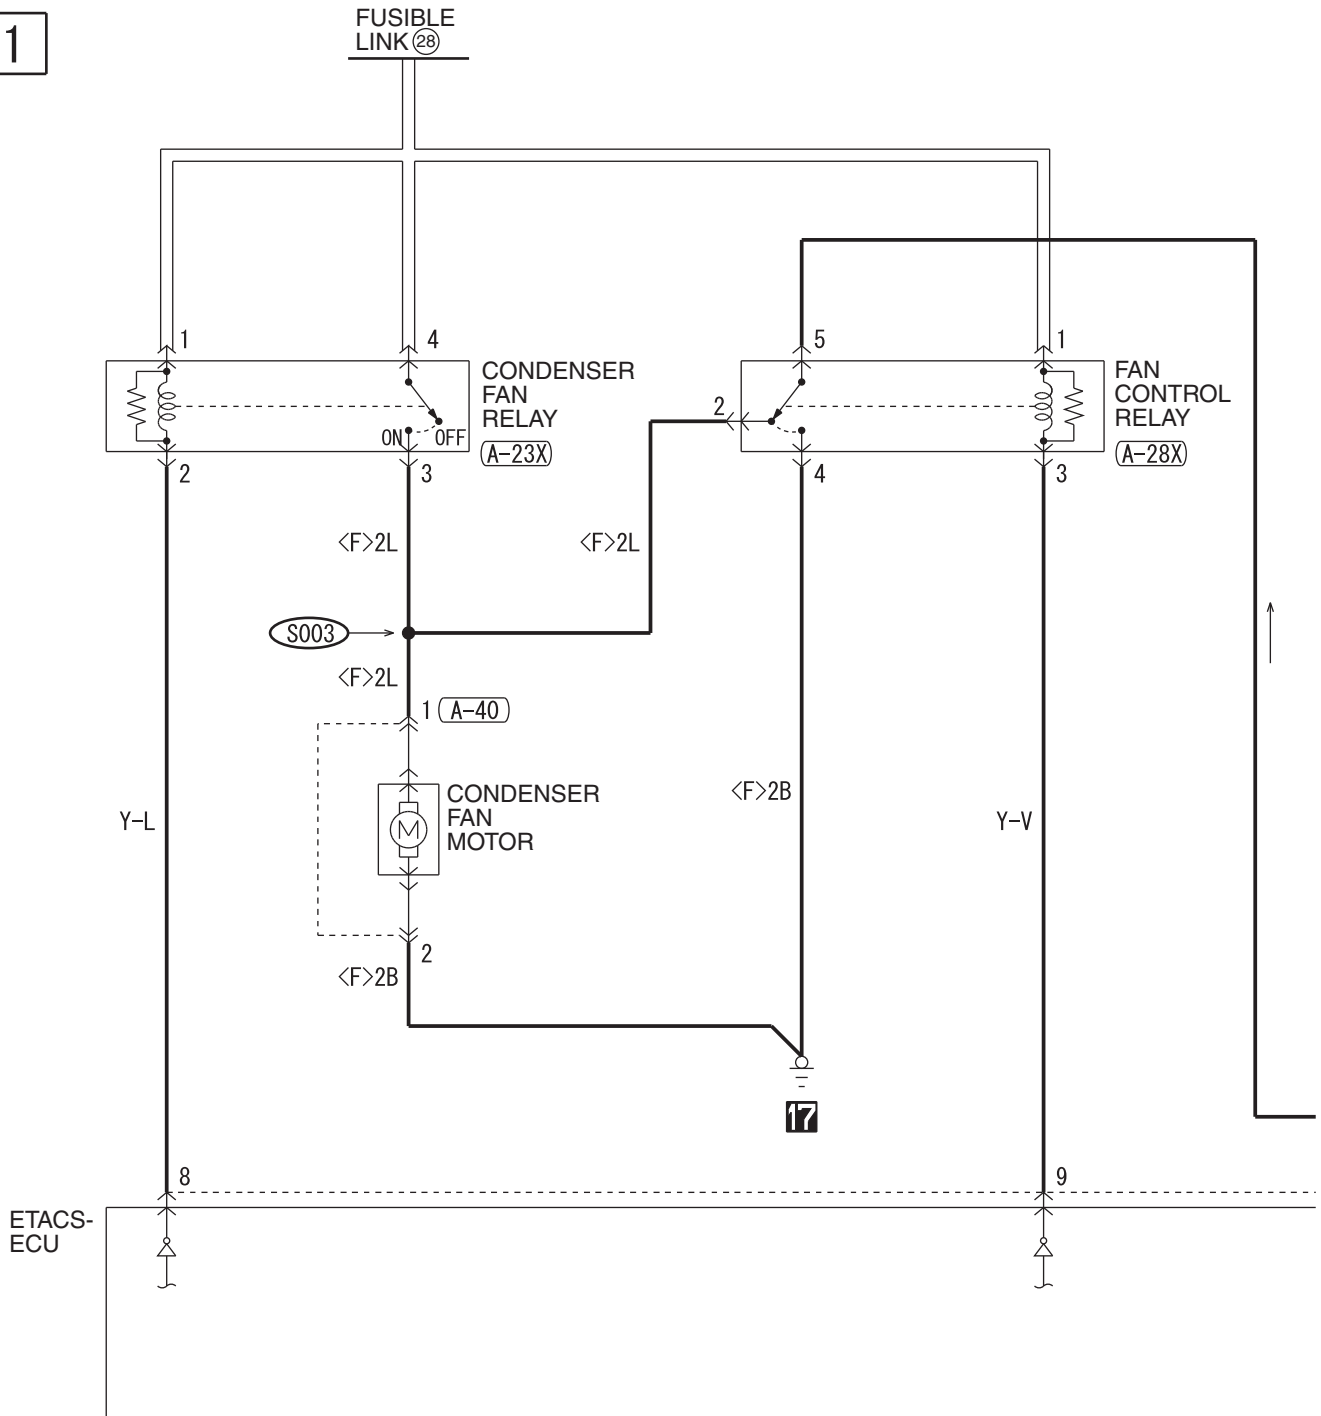 1
FUSIBLE
LINK 28
1
4
5
1
CONDENSER
FAN
RELAY
A-23X
ON
OFF
2
FAN
CONTROL
RELAY
A-28X
2
3
4
3
<F>2L
<F>2L
S003
<F>2L
1
A-40
CONDENSER
FAN
MOTOR
M
<F>2B
Y-L
Y-V
2
<F>2B
17
8
9
ETACS-
ECU